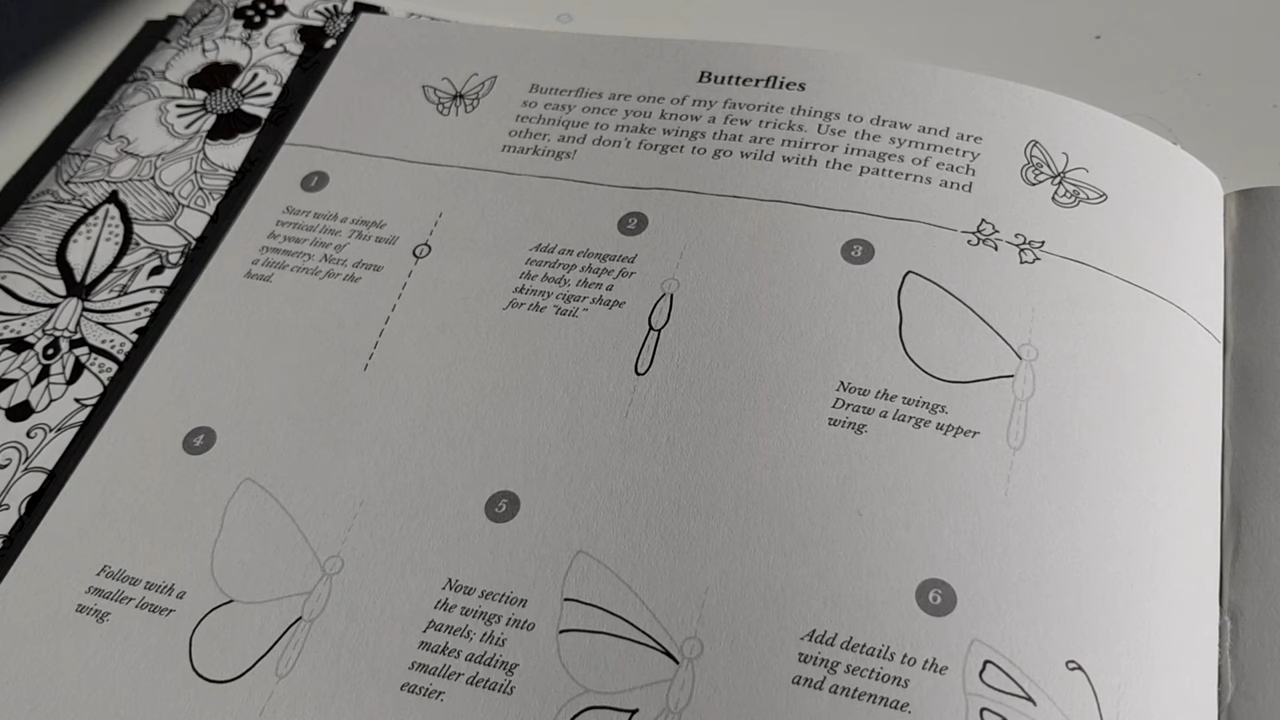 Butterflies
Butterflies are one of my favorite things to draw and are
so easy once you know a few tricks. Use the symmetry
technique to make wings that are mirror images of each
other, and don't forget to go wild with the patterns and
markings!
1
Start with a simple
vertical line. This will
be your line of
symmetry. Next, draw
a little circle for the
head.
2
Add an elongated
teardrop shape for
the body, then a
skinny cigar shape
for the "tail."
3
Now the wings.
Draw a large upper
wing.
4
Follow with a
smaller lower
wing.
5
Now section
the wings into
panels; this
makes adding
smaller details
easier.
6
Add details to the
wing sections
and antennae.